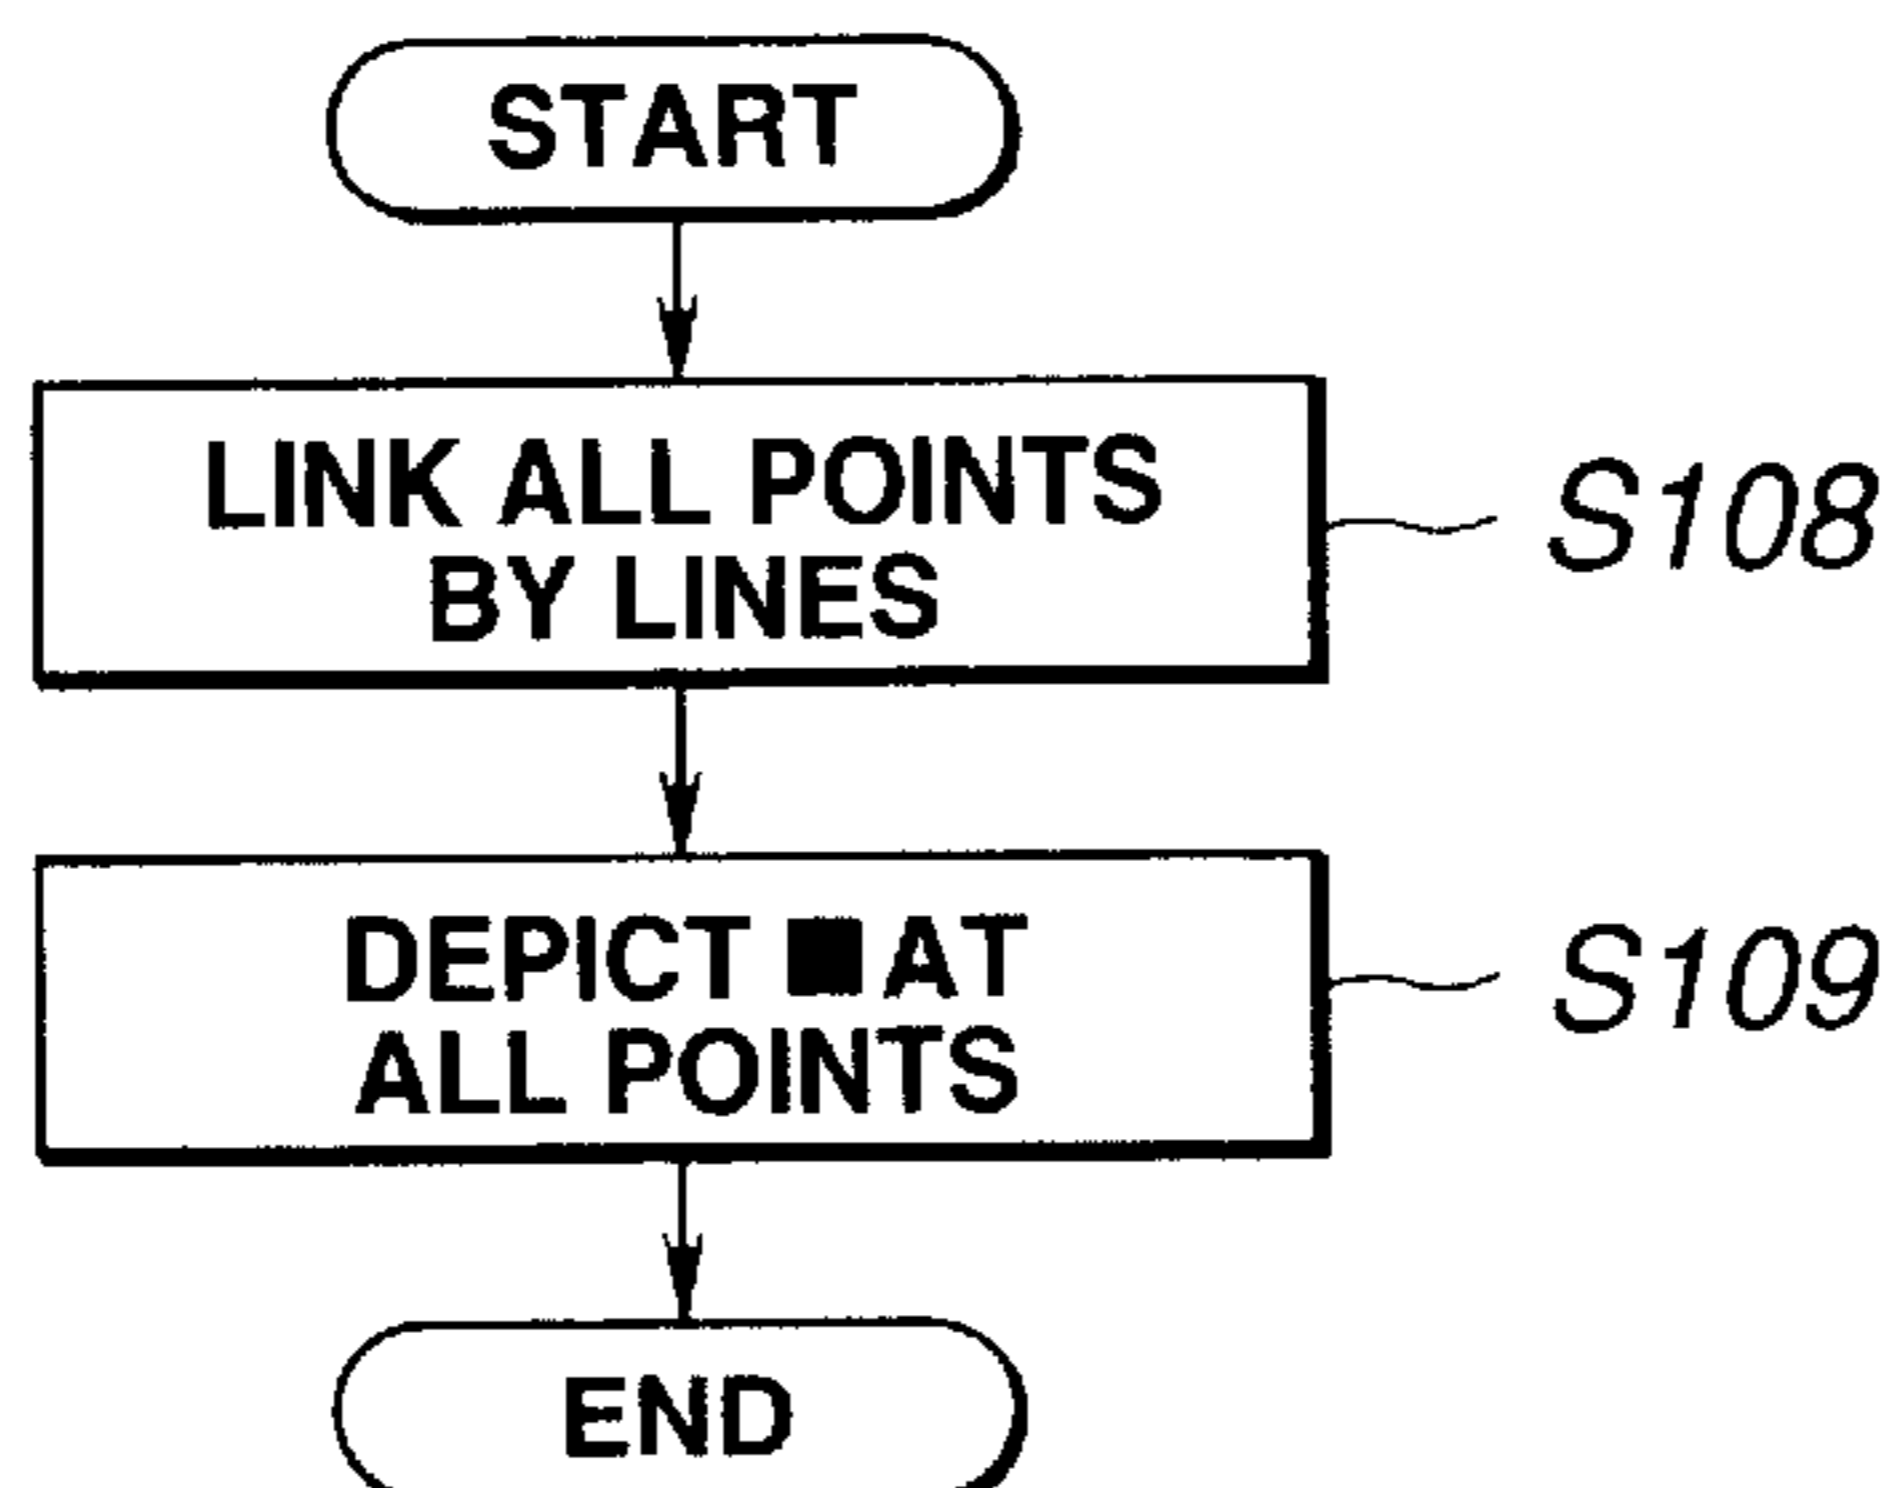 START
LINK ALL POINTS
BY LINES
S108
DEPICT ■ AT
ALL POINTS
S109
END